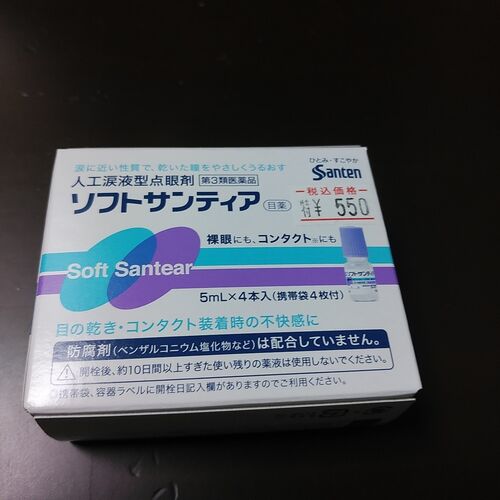 ひとみ・すこやか
Santen
涙に近い性質で、乾いた瞳をやさしくうるおす
人工涙液型点眼剤 第3類医薬品
ソフトサンティア 目薬
税込価格
¥ 550
裸眼にも、コンタクト※にも
Soft Santear
ソフトサンティア
5mL×4本入(携帯袋4枚付)
目の乾き・コンタクト装着時の不快感に
防腐剤(ベンザルコニウム塩化物など)は配合していません。
開栓後、約10日間以上すぎた使い残りの薬液は使用しないでください。
○携帯袋、容器ラベルに開栓日記入欄がありますのでご利用ください。